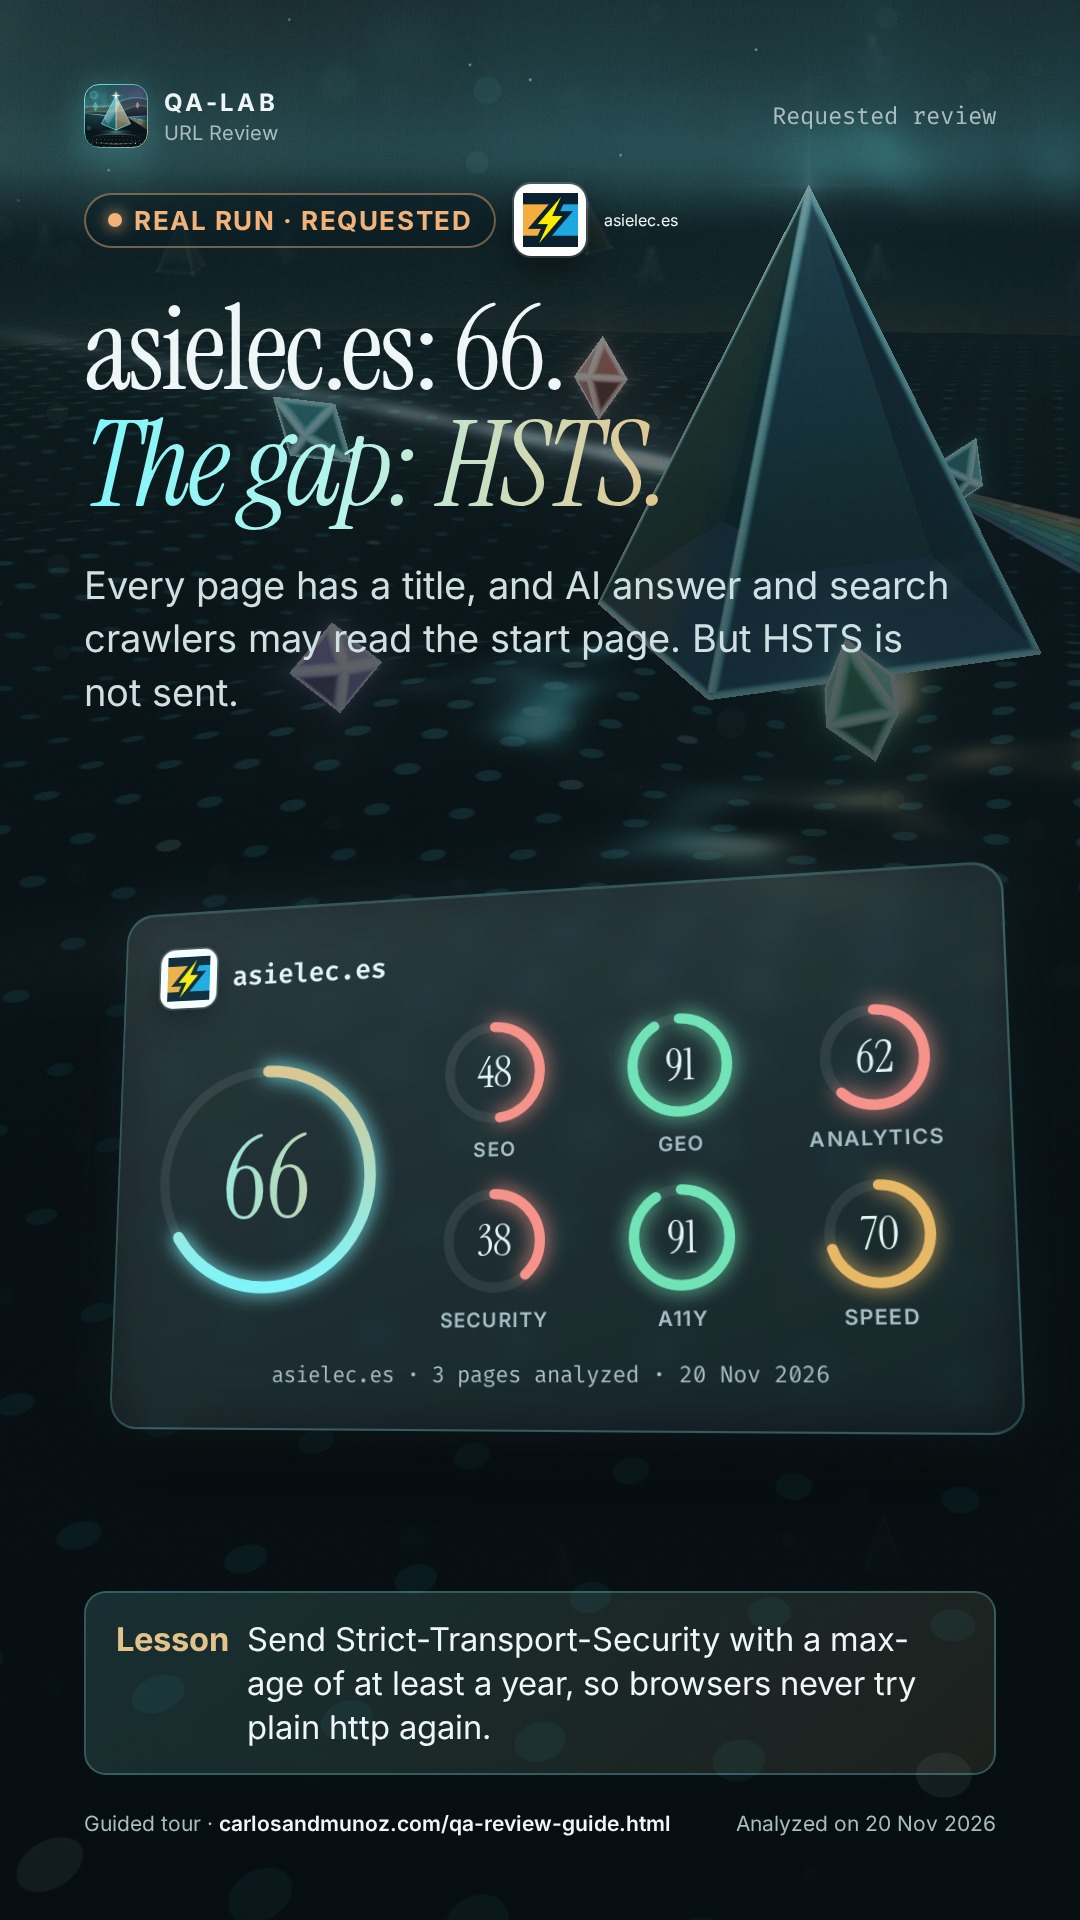 QA-LAB
URL Review
Requested review
REAL RUN · REQUESTED
asielec.es
asielec.es: 66.
The gap: HSTS.
Every page has a title, and AI answer and search
crawlers may read the start page. But HSTS is
not sent.
asielec.es
66
48
SEO
91
GEO
62
ANALYTICS
38
SECURITY
91
A11Y
70
SPEED
asielec.es · 3 pages analyzed · 20 Nov 2026
Lesson
Send Strict-Transport-Security with a max-
age of at least a year, so browsers never try
plain http again.
Guided tour · carlosandmunoz.com/qa-review-guide.html
Analyzed on 20 Nov 2026